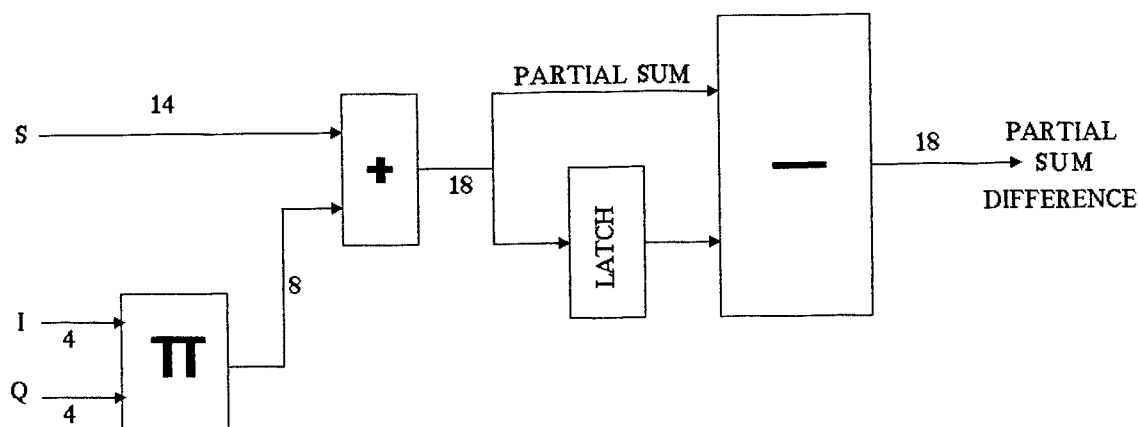 PARTIAL SUM
14
S
+
18
−
18
PARTIAL
SUM
DIFFERENCE
LATCH
8
I
4
π
Q
4